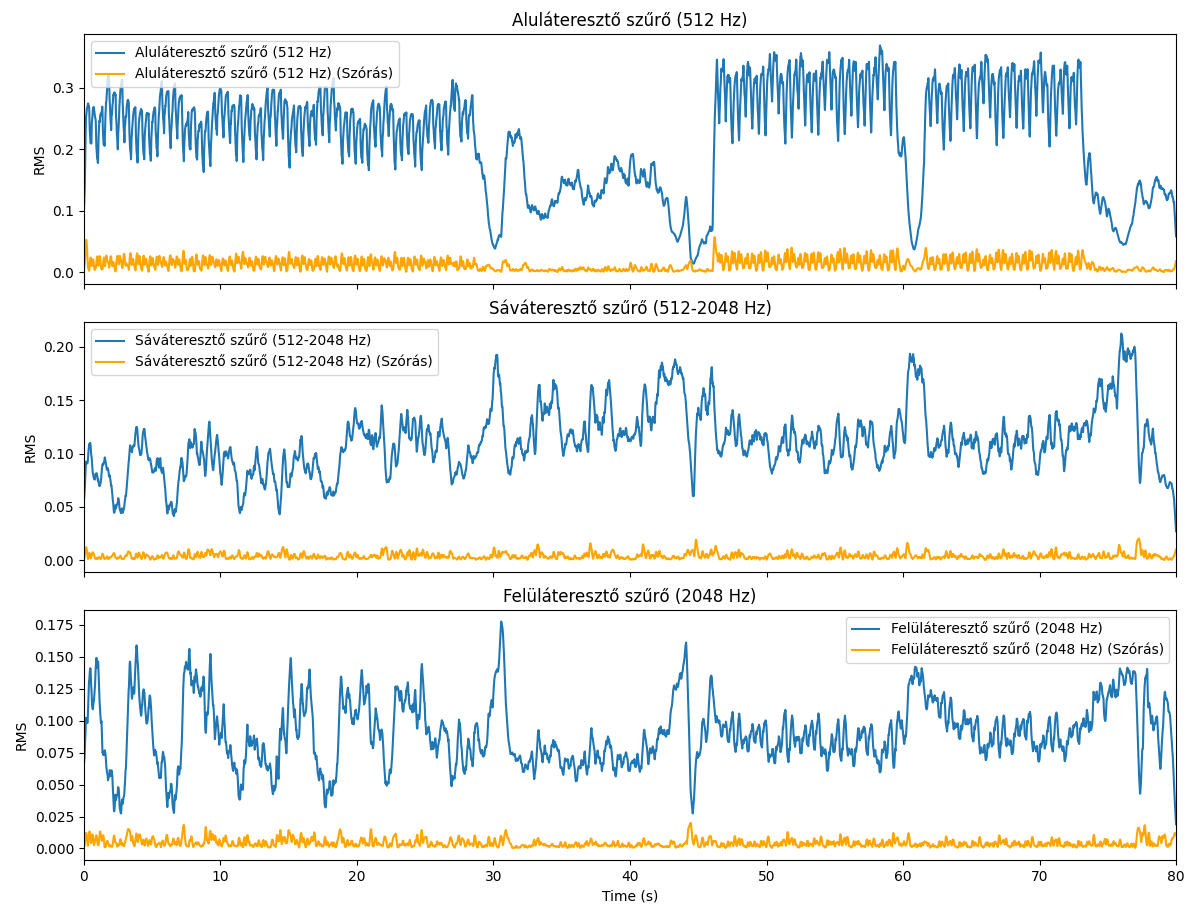 Aluláteresztő szűrő (512 Hz)
Aluláteresztő szűrő (512 Hz)
Aluláteresztő szűrő (512 Hz) (Szórás)
RMS
0.3
0.2
0.1
0.0
Sáváteresztő szűrő (512-2048 Hz)
Sáváteresztő szűrő (512-2048 Hz)
Sáváteresztő szűrő (512-2048 Hz) (Szórás)
RMS
0.20
0.15
0.10
0.05
0.00
Felüláteresztő szűrő (2048 Hz)
Felüláteresztő szűrő (2048 Hz)
Felüláteresztő szűrő (2048 Hz) (Szórás)
RMS
0.175
0.150
0.125
0.100
0.075
0.050
0.025
0.000
0 10 20 30 40 50 60 70 80
Time (s)